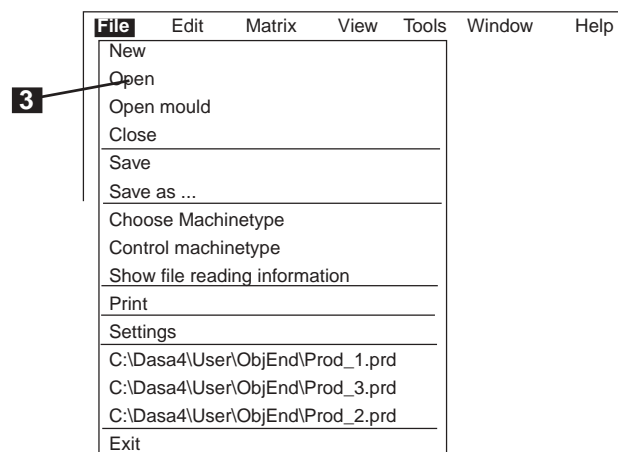 File Edit Matrix View Tools Window Help
New
Open
3
Open mould
Close
Save
Save as ...
Choose Machinetype
Control machinetype
Show file reading information
Print
Settings
C:\Dasa4\User\ObjEnd\Prod_1.prd
C:\Dasa4\User\ObjEnd\Prod_3.prd
C:\Dasa4\User\ObjEnd\Prod_2.prd
Exit